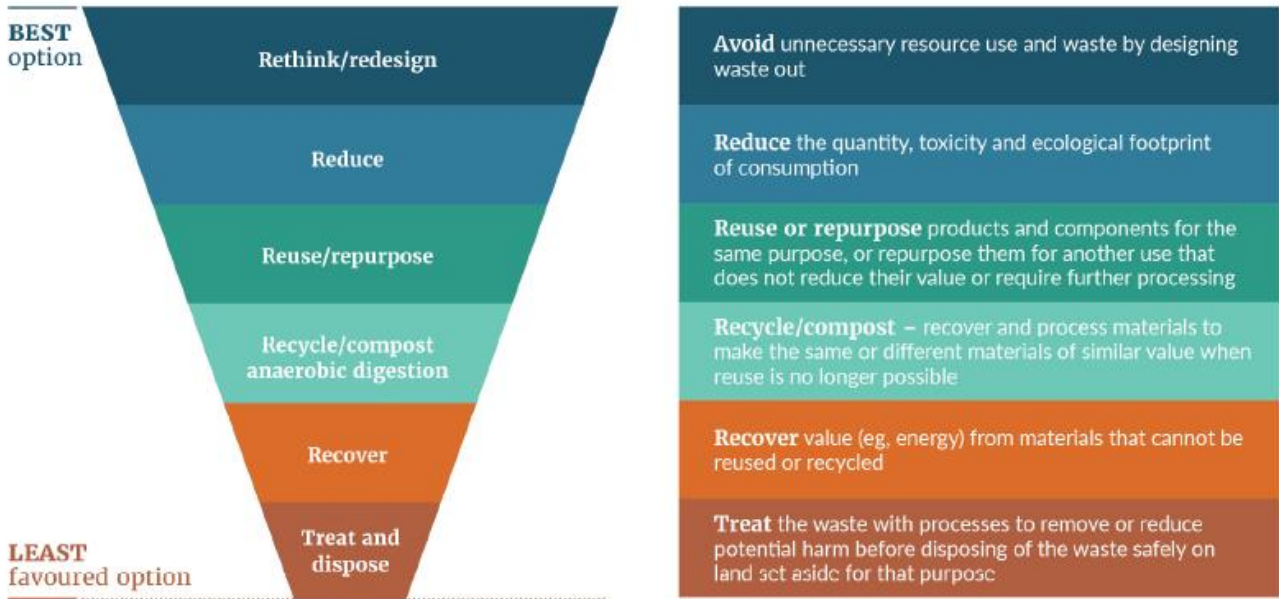 BEST
option
Rethink/redesign
Avoid unnecessary resource use and waste by designing
waste out
Reduce
Reduce the quantity, toxicity and ecological footprint
of consumption
Reuse/repurpose
Reuse or repurpose products and components for the
same purpose, or repurpose them for another use that
does not reduce their value or require further processing
Recycle/compost
anaerobic digestion
Recycle/compost – recover and process materials to
make the same or different materials of similar value when
reuse is no longer possible
Recover
Recover value (eg, energy) from materials that cannot be
reused or recycled
LEAST
favoured option
Treat and
dispose
Treat the waste with processes to remove or reduce
potential harm before disposing of the waste safely on
land set aside for that purpose